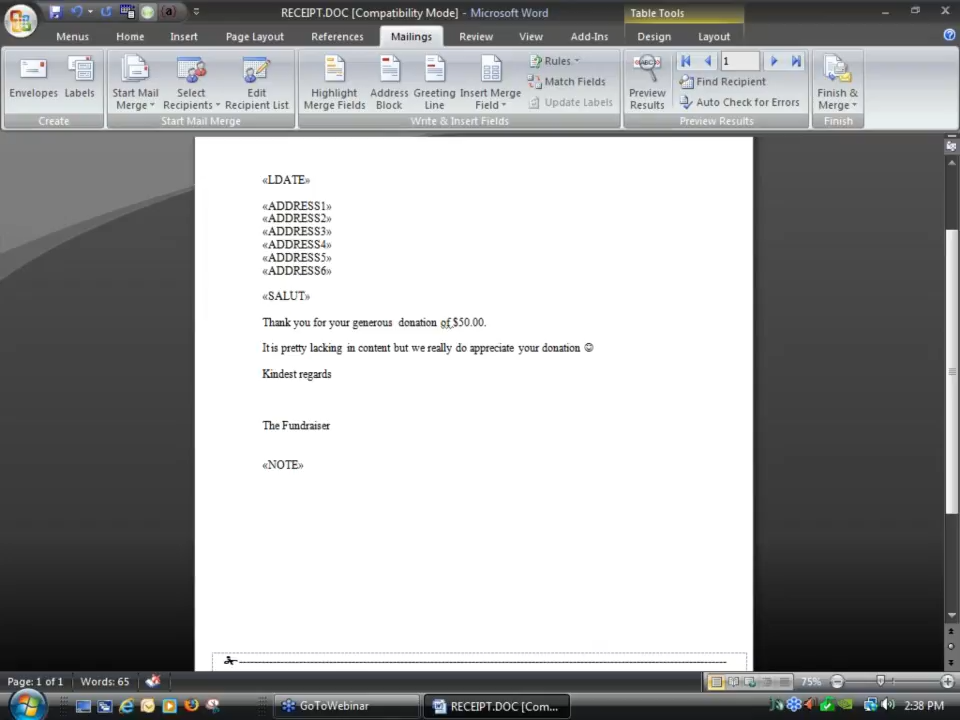 RECEIPT.DOC [Compatibility Mode] - Microsoft Word
Table Tools
Menus Home Insert Page Layout References Mailings Review View Add-Ins Design Layout
Envelopes
Labels
Create
Start Mail Merge
Select Recipients
Edit Recipient List
Start Mail Merge
Highlight Merge Fields
Address Block
Greeting Line
Insert Merge Field
Rules
Match Fields
Update Labels
Write & Insert Fields
ABC
Preview Results
1
Find Recipient
Auto Check for Errors
Preview Results
Finish & Merge
Finish
«LDATE»
«ADDRESS1»
«ADDRESS2»
«ADDRESS3»
«ADDRESS4»
«ADDRESS5»
«ADDRESS6»
«SALUT»
Thank you for your generous donation of $50.00.
It is pretty lacking in content but we really do appreciate your donation ☺
Kindest regards
The Fundraiser
«NOTE»
Page: 1 of 1 Words: 65 75%
GoToWebinar RECEIPT.DOC [Com... 2:38 PM